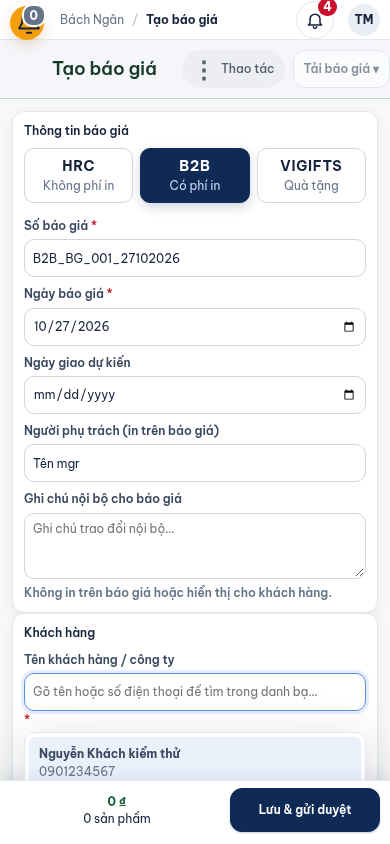 0
Bách Ngân / Tạo báo giá
4
TM
Tạo báo giá
⋮ Thao tác
Tải báo giá ▾
Thông tin báo giá
HRC
Không phí in
B2B
Có phí in
VIGIFTS
Quà tặng
Số báo giá *
B2B_BG_001_27102026
Ngày báo giá *
10/27/2026
Ngày giao dự kiến
mm/dd/yyyy
Người phụ trách (in trên báo giá)
Tên mgr
Ghi chú nội bộ cho báo giá
Ghi chú trao đổi nội bộ...
Không in trên báo giá hoặc hiển thị cho khách hàng.
Khách hàng
Tên khách hàng / công ty
Gõ tên hoặc số điện thoại để tìm trong danh bạ...
*
Nguyễn Khách kiểm thử
0901234567
0 ₫
0 sản phẩm
Lưu & gửi duyệt